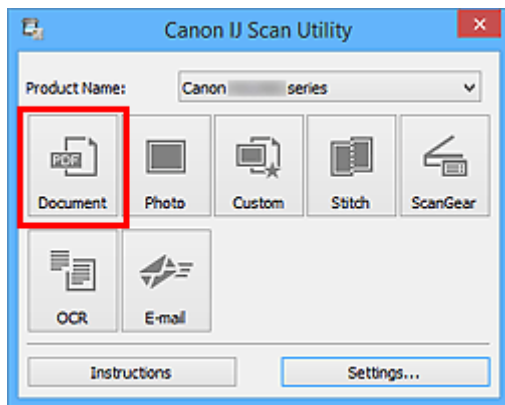 Canon IJ Scan Utility
Product Name: Canon series
PDF
Document Photo Custom Stitch ScanGear
OCR E-mail
Instructions Settings...